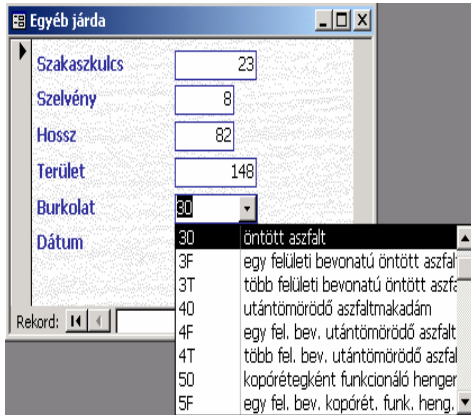 Egyéb járda
Szakaszkulcs 23
Szelvény 8
Hossz 82
Terület 148
Burkolat 30
Dátum
30 öntött aszfalt
3F egy felületi bevonatú öntött aszfal
3T több felületi bevonatú öntött aszfa
40 utántömörödő aszfaltmakadám
4F egy fel. bev. utántömörödő aszfalt
4T több fel. bev. utántömörödő aszfal
50 kopórétegként funkcionáló henger
5F egy fel. bev. kopórét. funk. heng.
Rekord: